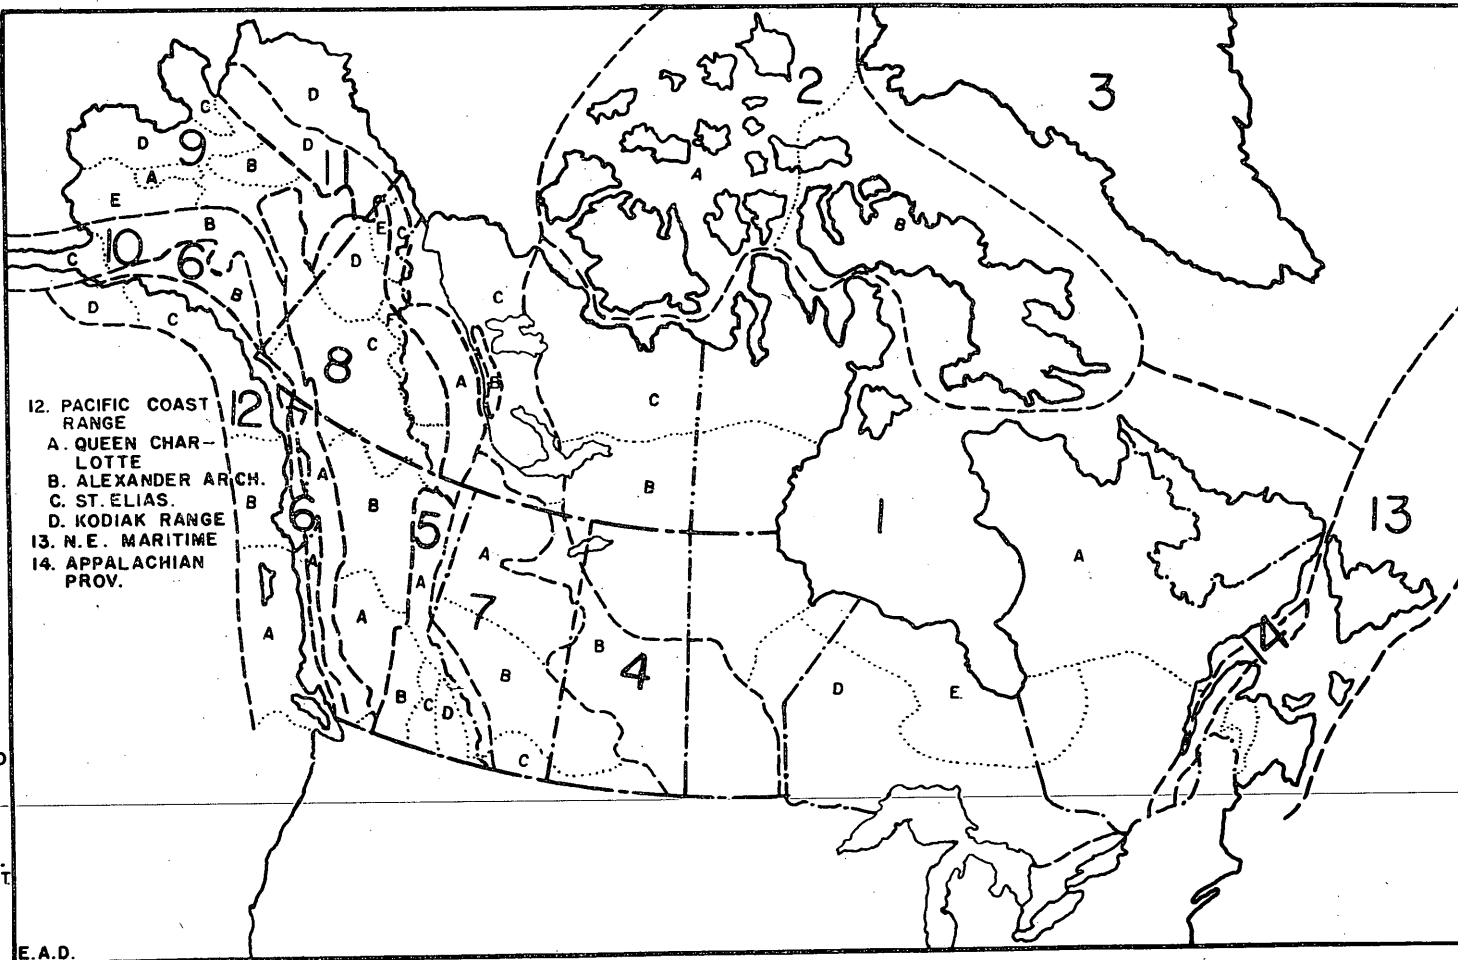 2
3
D
C
D
9
D
11
B
A
A
E
B
B
E
C
10
6
D
C
B
C
D
C
C
8
A
B
C
12. PACIFIC COAST
RANGE
A. QUEEN CHAR-
LOTTE
B. ALEXANDER ARCH.
C. ST. ELIAS.
D. KODIAK RANGE
13. N.E. MARITIME
14. APPALACHIAN
PROV.
12
A
B
B
B
6
A
5
1
13
A
A
A
A
A
7
A
B
14
B
4
D
E.
B
C
D
C
T.
E.A.D.